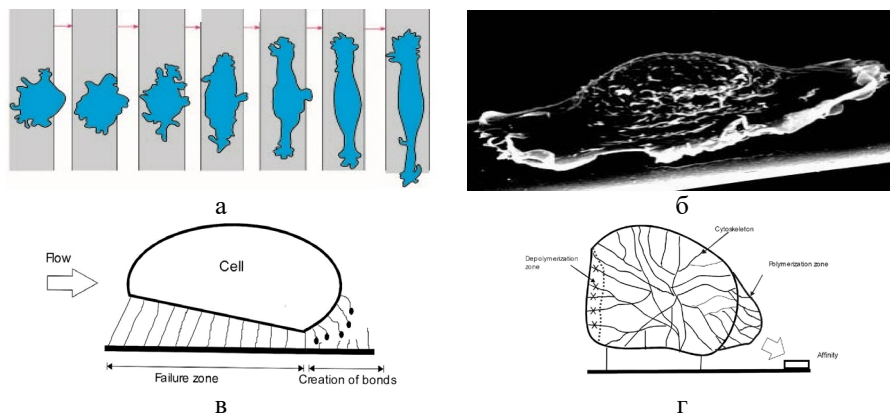 а
б
Flow
Cell
Failure zone
Creation of bonds
в
Cytoskeleton
Depolymerization
zone
Polymerization zone
Affinity
г